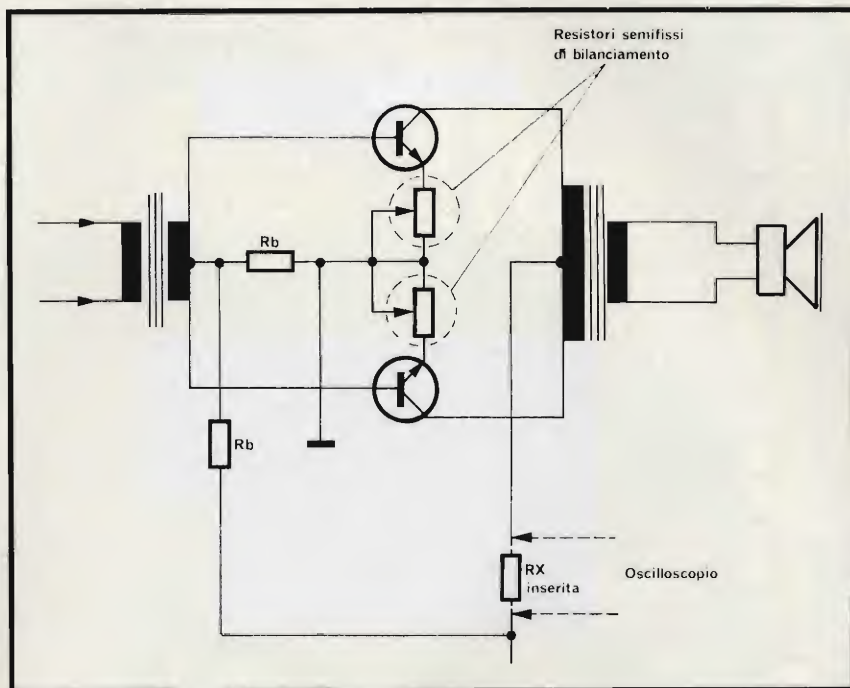 Resistori semifissi
di bilanciamento
Rb
Rb
RX
inserita
Oscilloscopio